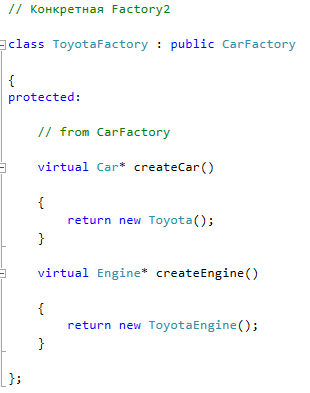 // Конкретная Factory2
class ToyotaFactory : public CarFactory
{
protected:
// from CarFactory
virtual Car* createCar()
{
return new Toyota();
}
virtual Engine* createEngine()
{
return new ToyotaEngine();
}
};